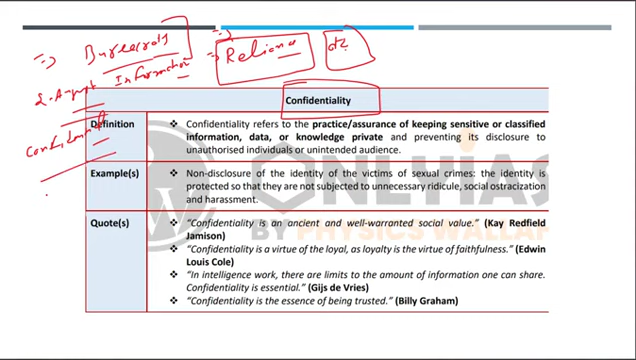 ⇒ Bureaucrats ⇒
Information ⇒ Reliance etc
Confidential
Confidentiality
Definition
❖ Confidentiality refers to the practice/assurance of keeping sensitive or classified
information, data, or knowledge private and preventing its disclosure to
unauthorised individuals or unintended audience.
Example(s)
❖ Non-disclosure of the identity of the victims of sexual crimes: the identity is
protected so that they are not subjected to unnecessary ridicule, social ostracization
and harassment.
Quote(s)
❖ “Confidentiality is an ancient and well-warranted social value.” (Kay Redfield
Jamison)
❖ “Confidentiality is a virtue of the loyal, as loyalty is the virtue of faithfulness.” (Edwin
Louis Cole)
❖ “In intelligence work, there are limits to the amount of information one can share.
Confidentiality is essential.” (Gijs de Vries)
❖ “Confidentiality is the essence of being trusted.” (Billy Graham)
ONLYIAS
BY PHYSICS WALLAH